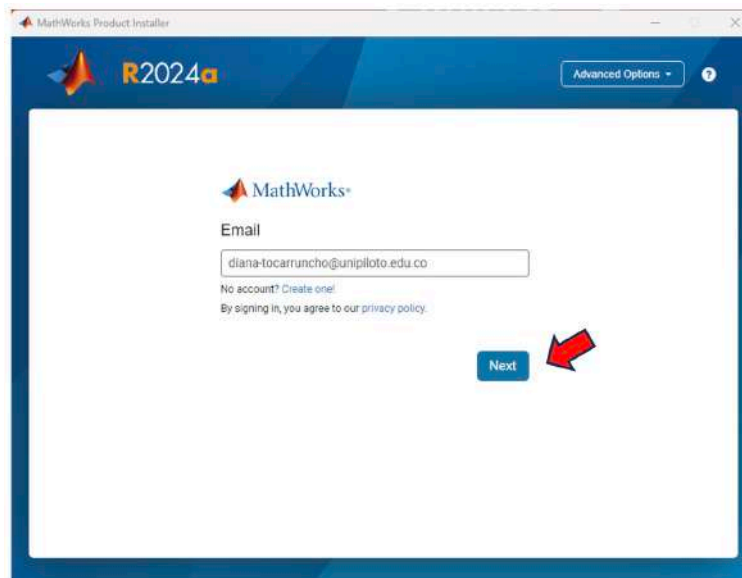 MathWorks Product Installer
R2024a
Advanced Options
?
MathWorks®
Email
diana-tocarruncho@unipiloto.edu.co
No account? Create one!
By signing in, you agree to our privacy policy.
Next